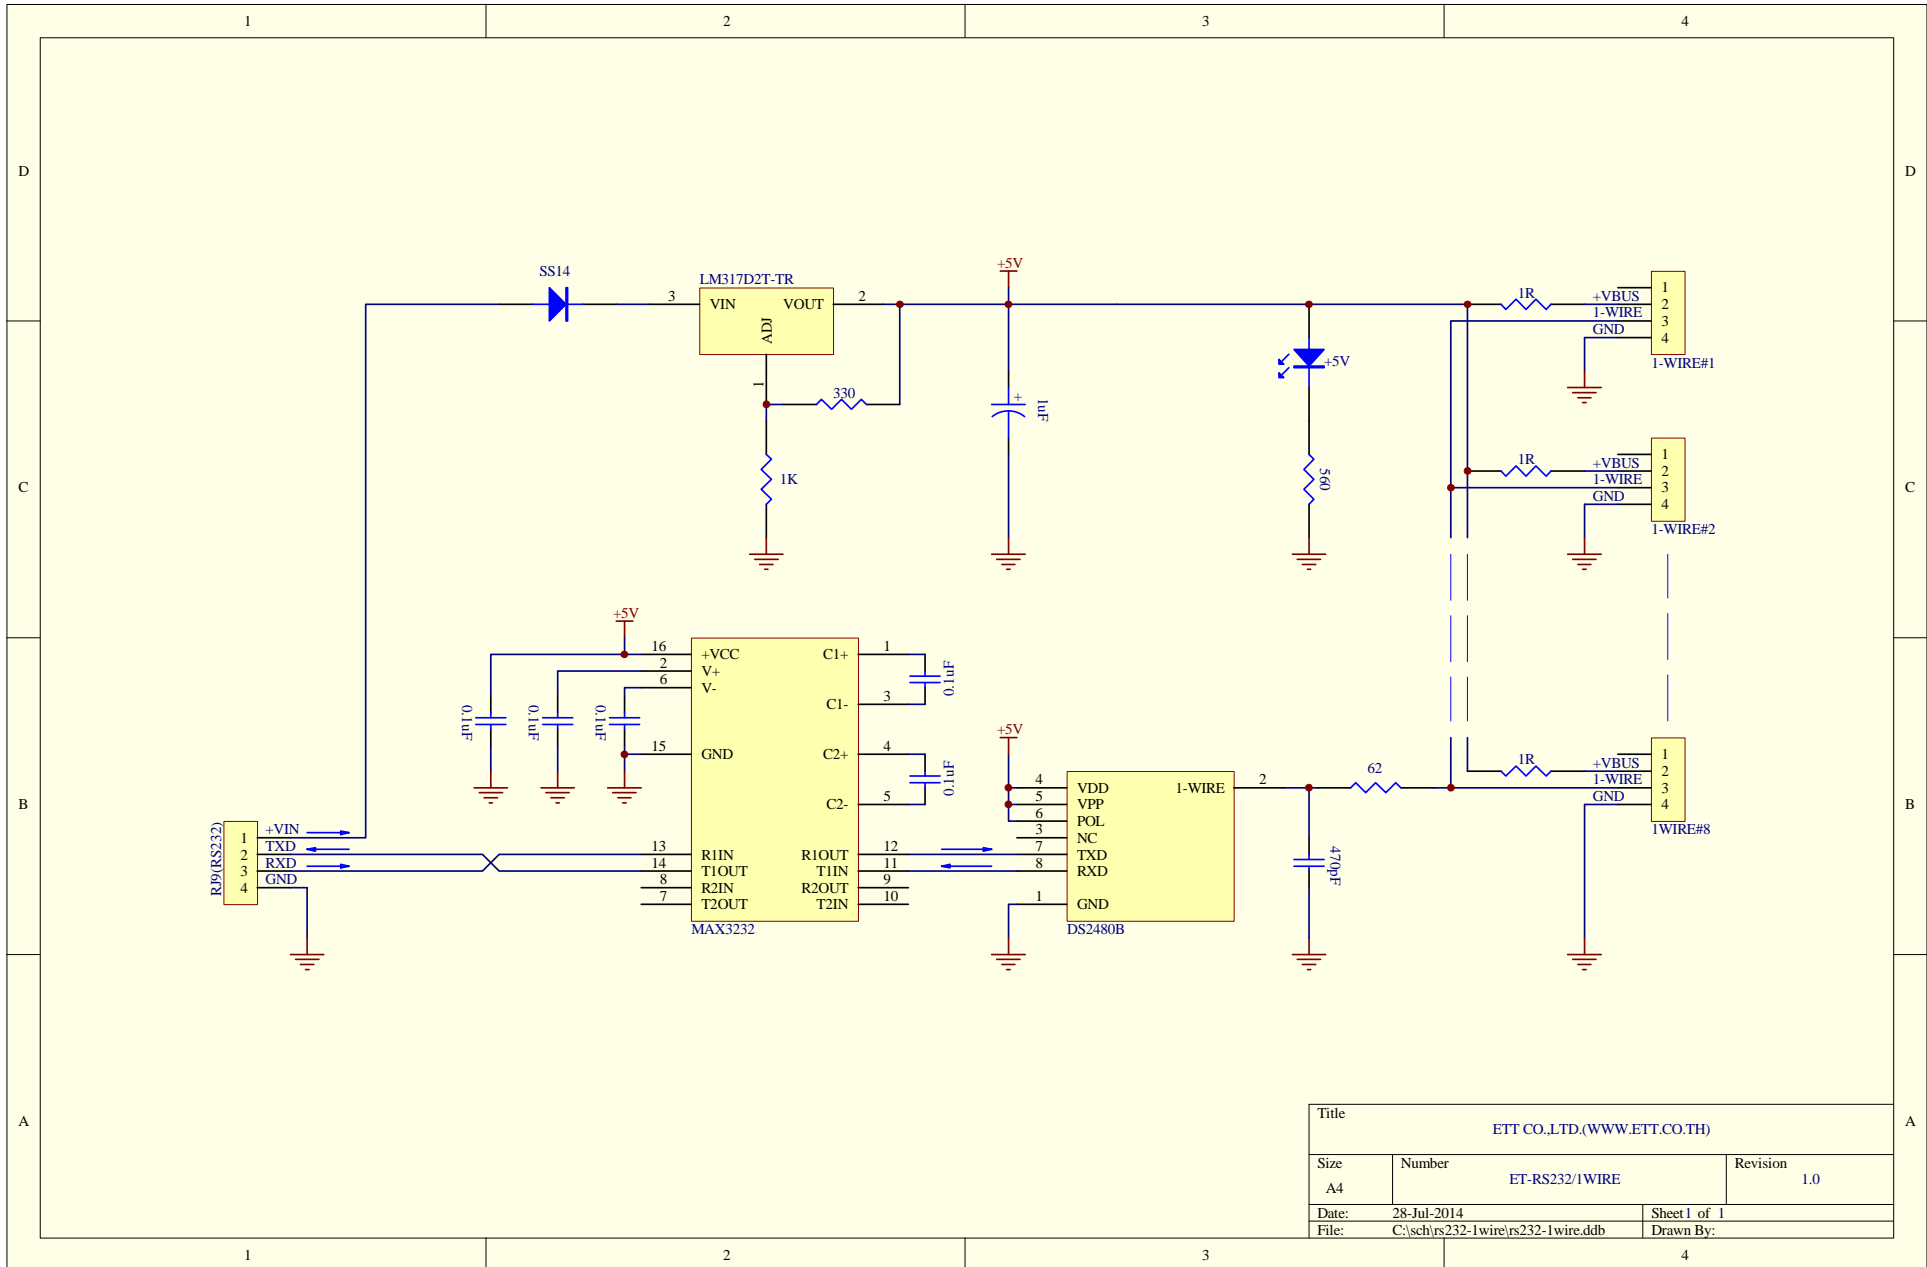 1 2 3 4
D D
SS14
LM317D2T-TR
3 VIN VOUT 2
ADJ
1
330
1K
+5V
+
1uF
+5V
560
1R
+VBUS
1-WIRE
GND
1
2
3
4
1-WIRE#1
C C
1R
+VBUS
1-WIRE
GND
1
2
3
4
1-WIRE#2
+5V
16 +VCC C1+ 1
2 V+
6 V-
C1- 3
0.1uF
0.1uF
0.1uF
0.1uF
15 GND C2+ 4
0.1uF
C2- 5
13 R1IN R1OUT 12
14 T1OUT T1IN 11
8 R2IN R2OUT 9
7 T2OUT T2IN 10
MAX3232
RJ9(RS232)
1 +VIN
2 TXD
3 RXD
4 GND
+5V
4 VDD 1-WIRE 2
5 VPP
6 POL
3 NC
7 TXD
8 RXD
1 GND
DS2480B
62
470pF
1R
+VBUS
1-WIRE
GND
1
2
3
4
1WIRE#8
B B
A A
Title
ETT CO.,LTD.(WWW.ETT.CO.TH)
Size Number Revision
A4 ET-RS232/1WIRE 1.0
Date: 28-Jul-2014 Sheet 1 of 1
File: C:\sch\rs232-1wire\rs232-1wire.ddb Drawn By:
1 2 3 4